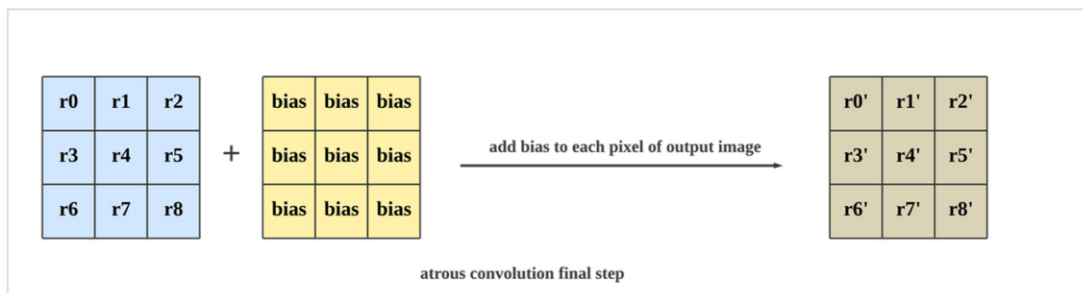 r0 r1 r2 bias bias bias r0' r1' r2'
add bias to each pixel of output image
r3 r4 r5 + bias bias bias r3' r4' r5'
r6 r7 r8 bias bias bias r6' r7' r8'
atrous convolution final step